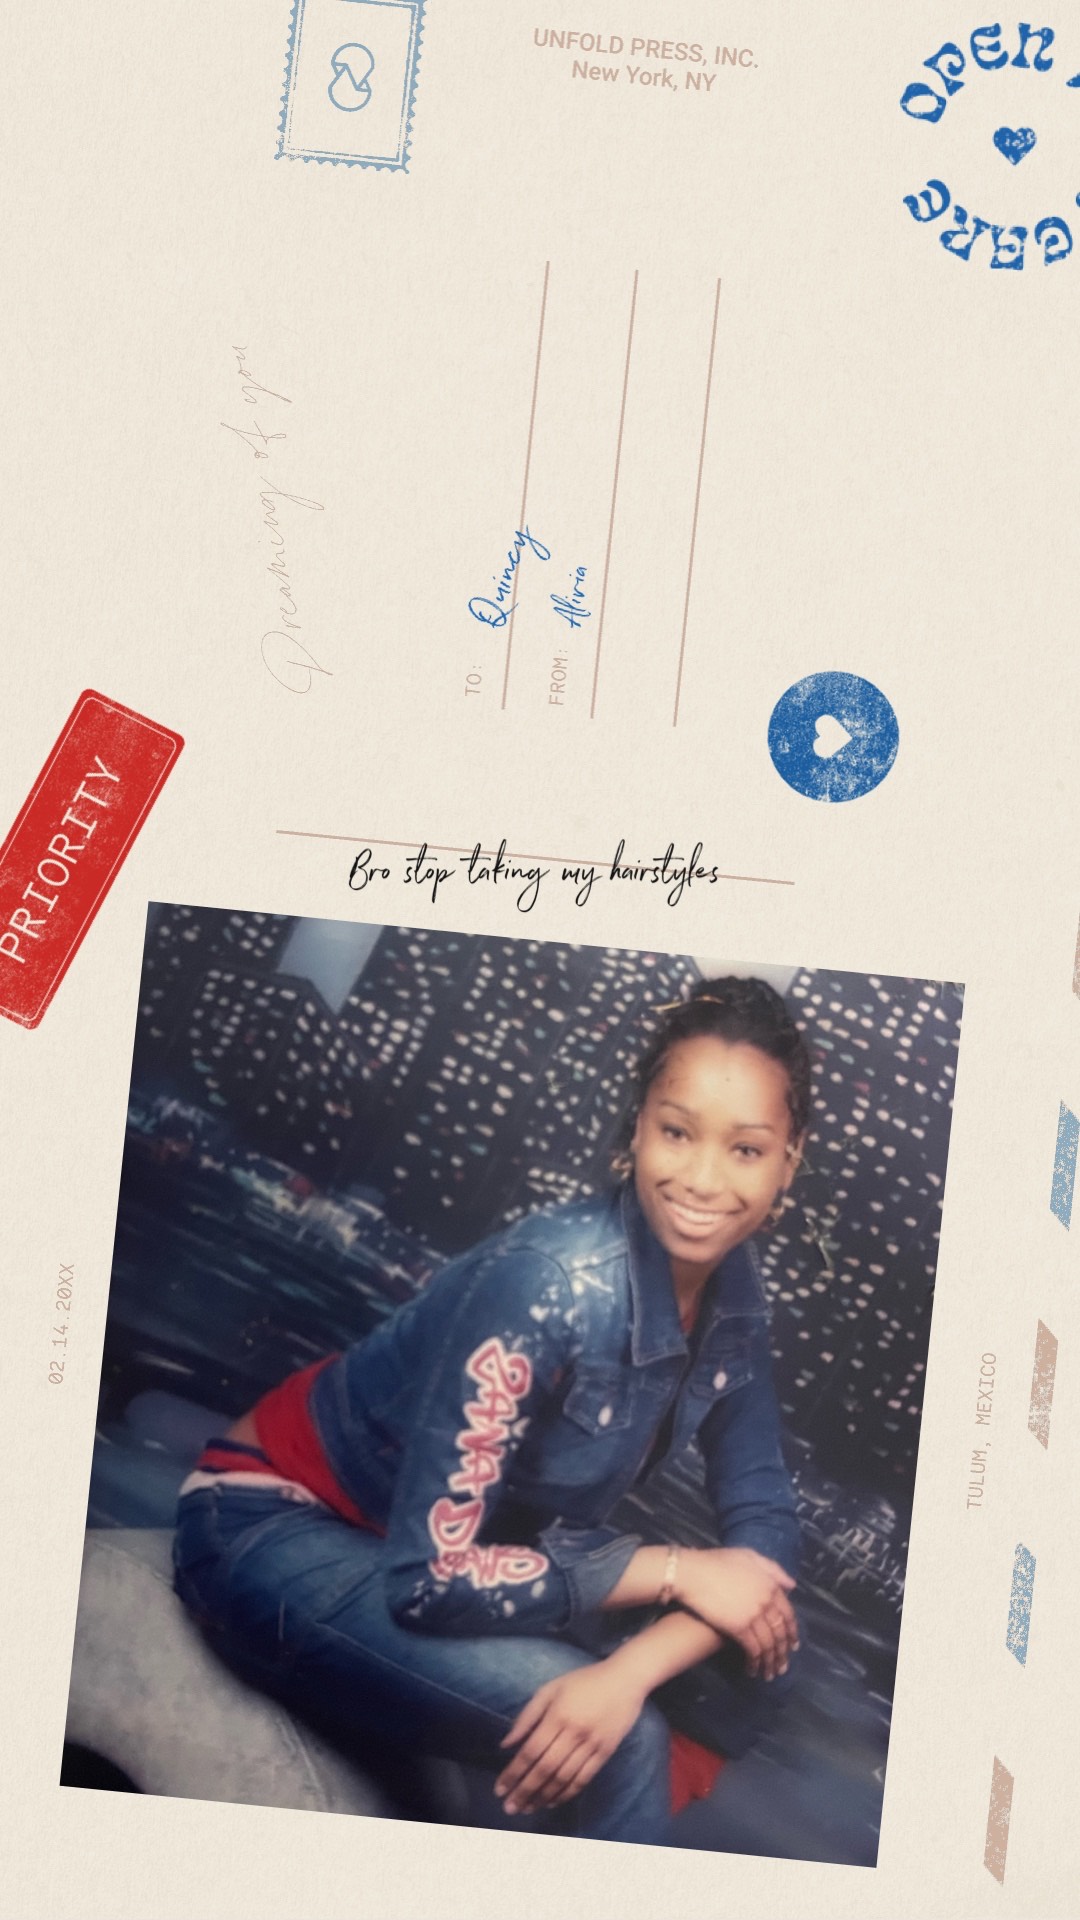 UNFOLD PRESS, INC.
New York, NY
OPEN
Dreaming of you
TO: Quincy
FROM: Alivia
PRIORITY
Bro stop taking my hairstyles
02.14.20XX
TULUM, MEXICO